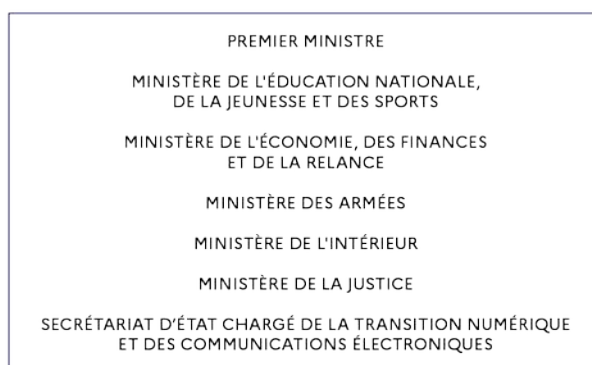 PREMIER MINISTRE
MINISTÈRE DE L'ÉDUCATION NATIONALE,
DE LA JEUNESSE ET DES SPORTS
MINISTÈRE DE L'ÉCONOMIE, DES FINANCES
ET DE LA RELANCE
MINISTÈRE DES ARMÉES
MINISTÈRE DE L'INTÉRIEUR
MINISTÈRE DE LA JUSTICE
SECRÉTARIAT D’ÉTAT CHARGÉ DE LA TRANSITION NUMÉRIQUE
ET DES COMMUNICATIONS ÉLECTRONIQUES